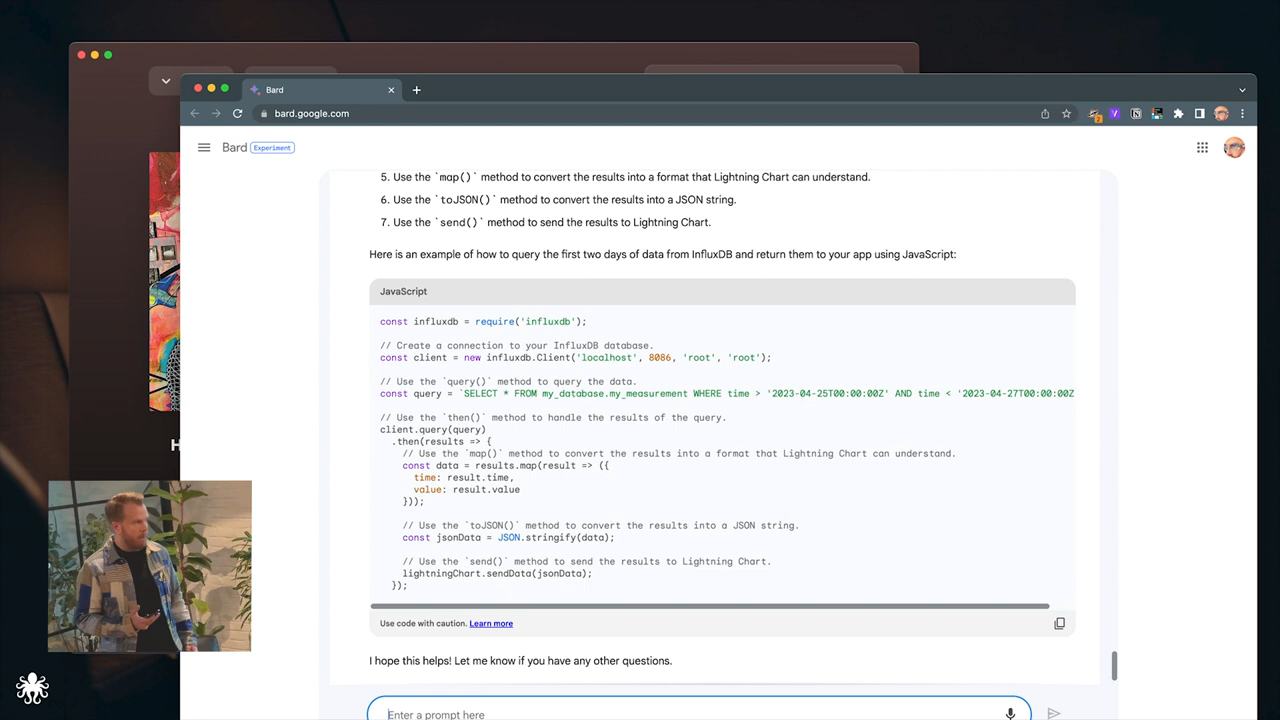 Bard
bard.google.com
2
Bard Experiment
5. Use the `map()` method to convert the results into a format that Lightning Chart can understand.
6. Use the `toJSON()` method to convert the results into a JSON string.
7. Use the `send()` method to send the results to Lightning Chart.
Here is an example of how to query the first two days of data from InfluxDB and return them to your app using JavaScript:
JavaScript
const influxdb = require('influxdb');
// Create a connection to your InfluxDB database.
const client = new influxdb.Client('localhost', 8086, 'root', 'root');
// Use the `query()` method to query the data.
const query = `SELECT * FROM my_database.my_measurement WHERE time > '2023-04-25T00:00:00Z' AND time < '2023-04-27T00:00:00Z
// Use the `then()` method to handle the results of the query.
client.query(query)
.then(results => {
// Use the `map()` method to convert the results into a format that Lightning Chart can understand.
const data = results.map(result => ({
time: result.time,
value: result.value
}));
// Use the `toJSON()` method to convert the results into a JSON string.
const jsonData = JSON.stringify(data);
// Use the `send()` method to send the results to Lightning Chart.
lightningChart.sendData(jsonData);
});
H
Use code with caution. Learn more
I hope this helps! Let me know if you have any other questions.
Enter a prompt here